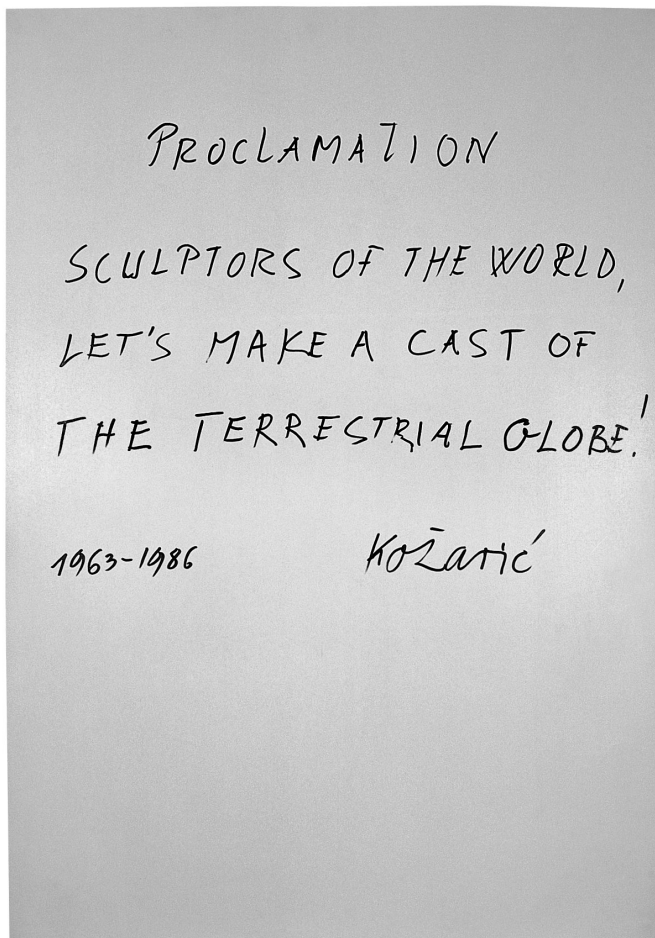 PROCLAMATION
SCULPTORS OF THE WORLD,
LET'S MAKE A CAST OF
THE TERRESTRIAL GLOBE!
1963-1986 Kožarić